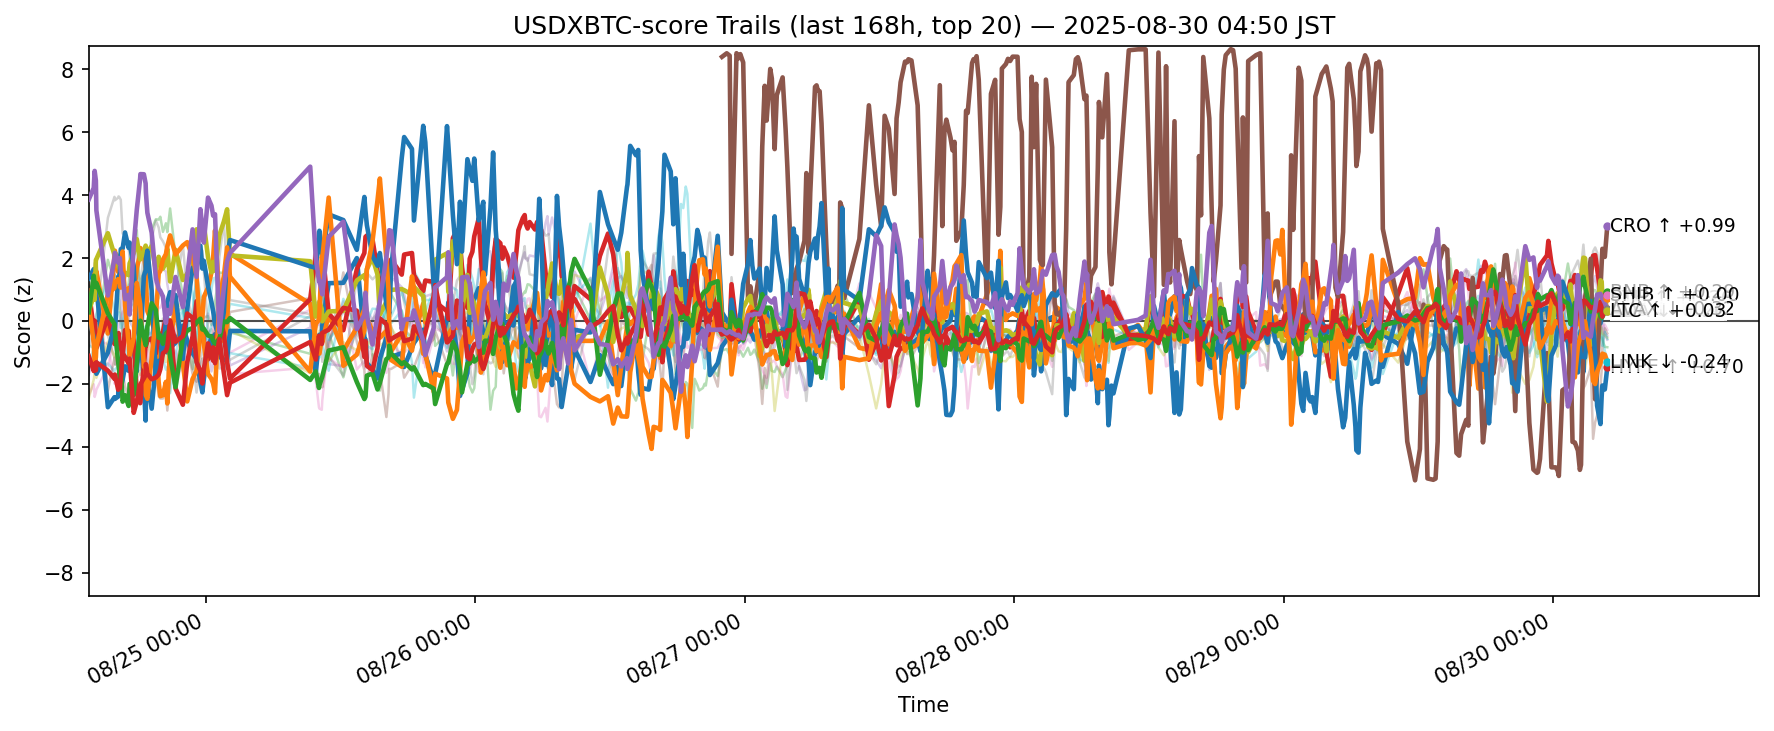 USDXBTC-score Trails (last 168h, top 20) — 2025-08-30 04:50 JST
Score (z)
8
6
4
2
0
−2
−4
−6
−8
CRO ↑ +0.99
SHIB ↑ +0.00
LTC ↑ +0.03
LINK ↓ -0.24
08/25 00:00
08/26 00:00
08/27 00:00
08/28 00:00
08/29 00:00
08/30 00:00
Time